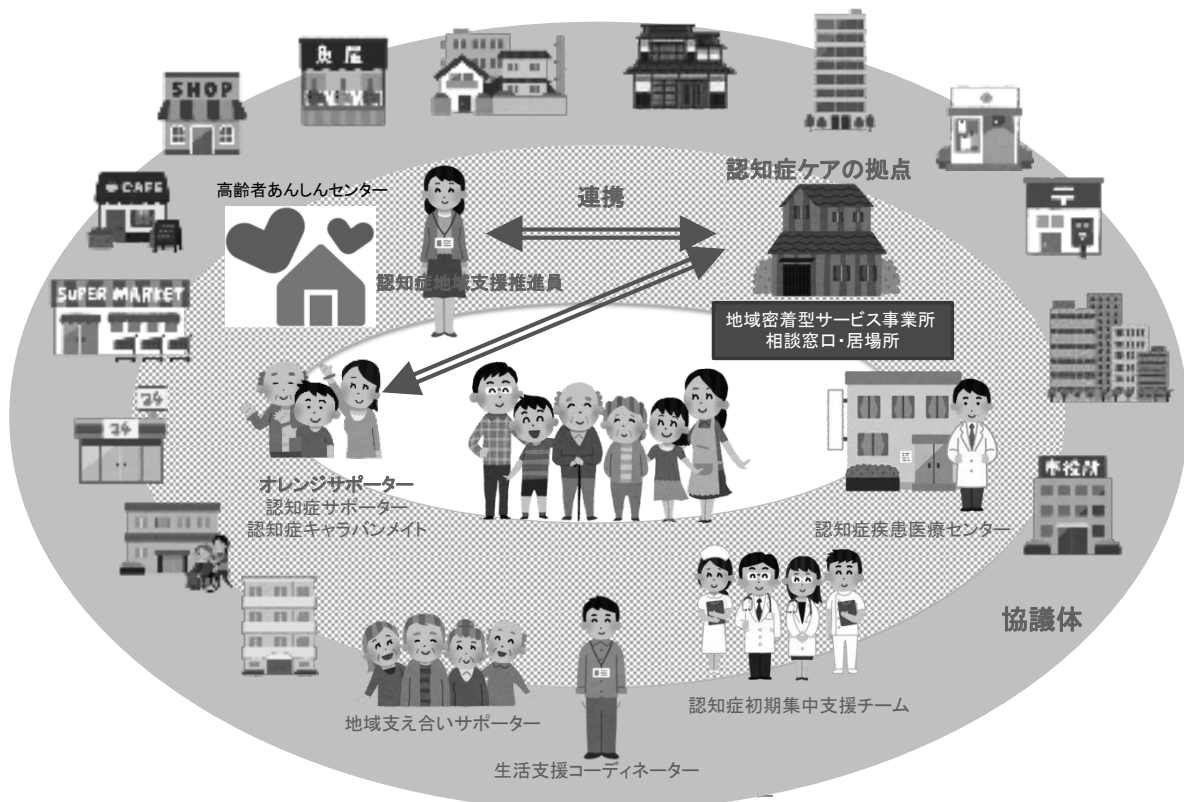 魚屋
SHOP
CAFE
SUPER MARKET
高齢者あんしんセンター
連携
認知症ケアの拠点
認知症地域支援推進員
地域密着型サービス事業所
相談窓口・居場所
オレンジサポーター
認知症サポーター
認知症キャラバンメイト
認知症疾患医療センター
市役所
協議体
地域支え合いサポーター
認知症初期集中支援チーム
生活支援コーディネーター
〒